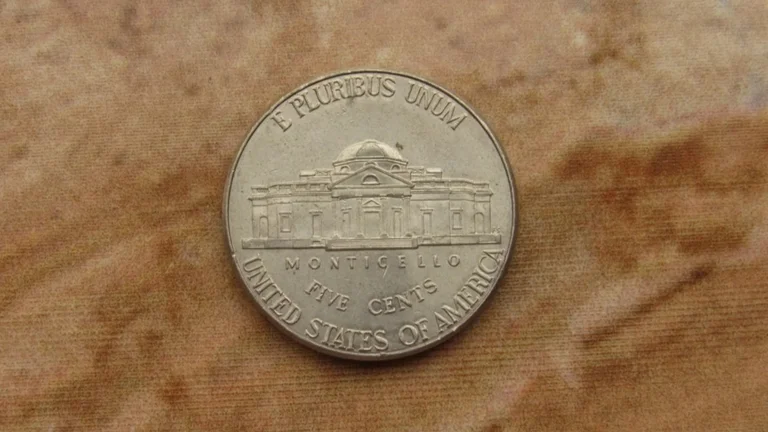 E PLURIBUS UNUM
MONTICELLO
FIVE CENTS
UNITED STATES OF AMERICA